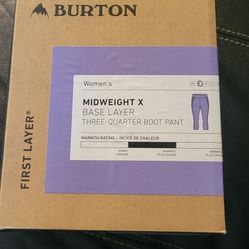 BURTON
Women's
MIDWEIGHT X
BASE LAYER
THREE-QUARTER BOOT PANT
WARMTH RATING / INDICE DE CHALEUR
FIRST LAYER®